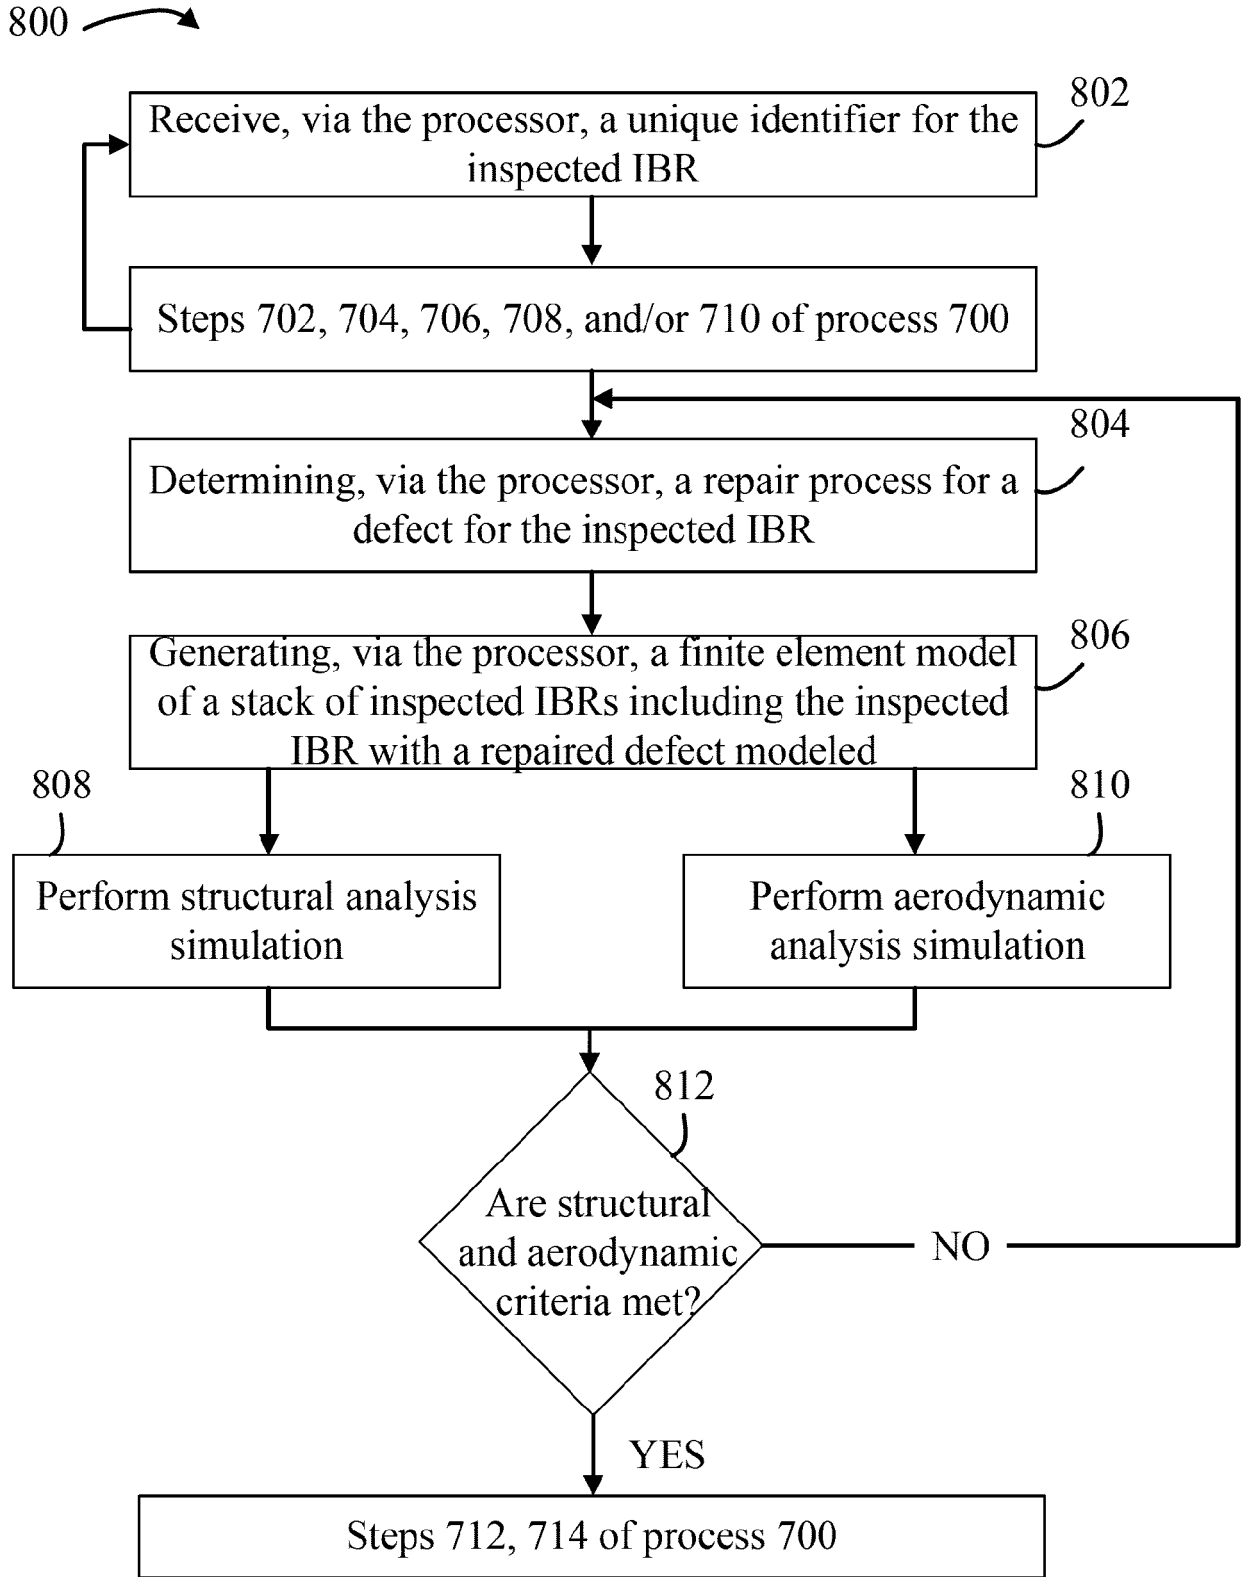 800
802
Receive, via the processor, a unique identifier for the
inspected IBR
Steps 702, 704, 706, 708, and/or 710 of process 700
804
Determining, via the processor, a repair process for a
defect for the inspected IBR
806
Generating, via the processor, a finite element model
of a stack of inspected IBRs including the inspected
IBR with a repaired defect modeled
808
810
Perform structural analysis
simulation
Perform aerodynamic
analysis simulation
812
Are structural
and aerodynamic
criteria met?
NO
YES
Steps 712, 714 of process 700